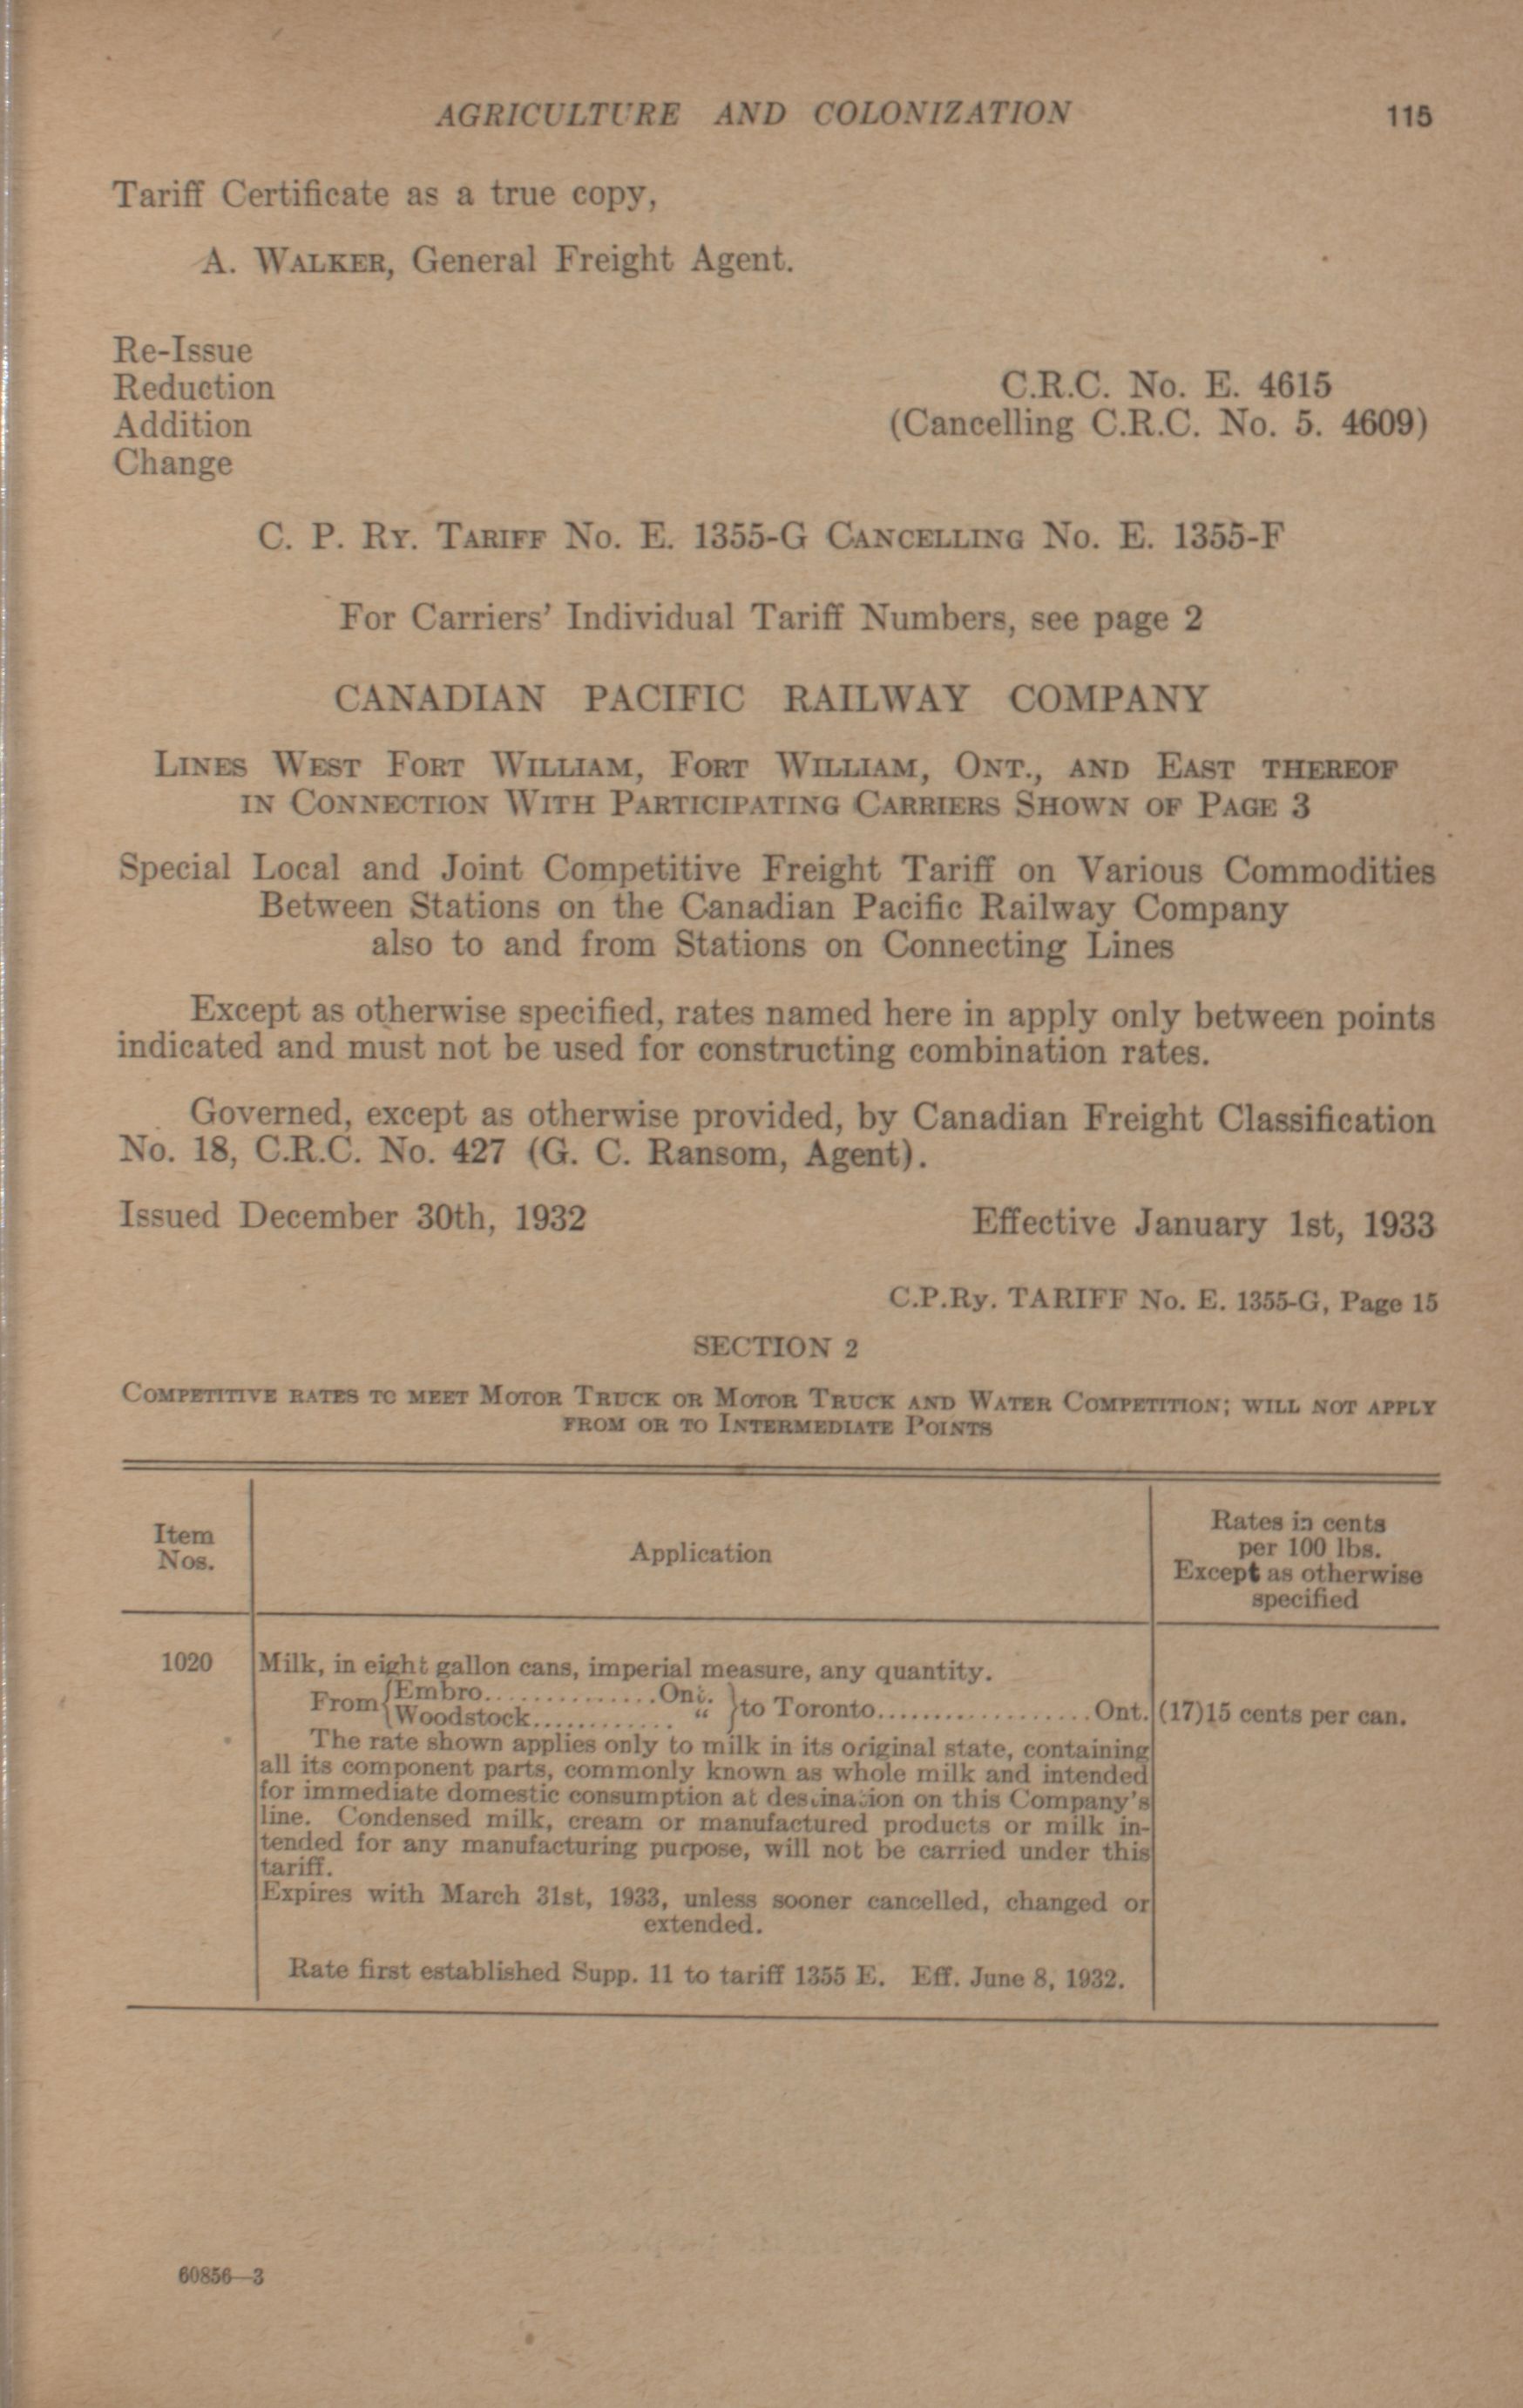 AGRICULTURE AND COLONIZATION 115
Tariff Certificate as a true copy,
A. WALKER, General Freight Agent.
Re-Issue
Reduction
Addition
Change
C.R.C. No. E. 4615
(Cancelling C.R.C. No. 5. 4609)
C. P. RY. TARIFF NO. E. 1355-G CANCELLING NO. E. 1355-F
For Carriers' Individual Tariff Numbers, see page 2
CANADIAN PACIFIC RAILWAY COMPANY
LINES WEST FORT WILLIAM, FORT WILLIAM, ONT., AND EAST THEREOF
IN CONNECTION WITH PARTICIPATING CARRIERS SHOWN OF PAGE 3
Special Local and Joint Competitive Freight Tariff on Various Commodities
Between Stations on the Canadian Pacific Railway Company
also to and from Stations on Connecting Lines
Except as otherwise specified, rates named here in apply only between points
indicated and must not be used for constructing combination rates.
Governed, except as otherwise provided, by Canadian Freight Classification
No. 18, C.R.C. No. 427 (G. C. Ransom, Agent).
Issued December 30th, 1932 Effective January 1st, 1933
C.P.Ry. TARIFF No. E. 1355-G, Page 15
SECTION 2
COMPETITIVE RATES TO MEET MOTOR TRUCK OR MOTOR TRUCK AND WATER COMPETITION; WILL NOT APPLY
FROM OR TO INTERMEDIATE POINTS
Item
Nos.
Application
Rates in cents
per 100 lbs.
Except as otherwise
specified
1020 Milk, in eight gallon cans, imperial measure, any quantity.
From {Embro...............Ont. } to Toronto..................Ont. (17)15 cents per can.
{Woodstock............ "
The rate shown applies only to milk in its original state, containing
all its component parts, commonly known as whole milk and intended
for immediate domestic consumption at destination on this Company's
line. Condensed milk, cream or manufactured products or milk in-
tended for any manufacturing purpose, will not be carried under this
tariff.
Expires with March 31st, 1933, unless sooner cancelled, changed or
extended.
Rate first established Supp. 11 to tariff 1355 E. Eff. June 8, 1932.
60856—3